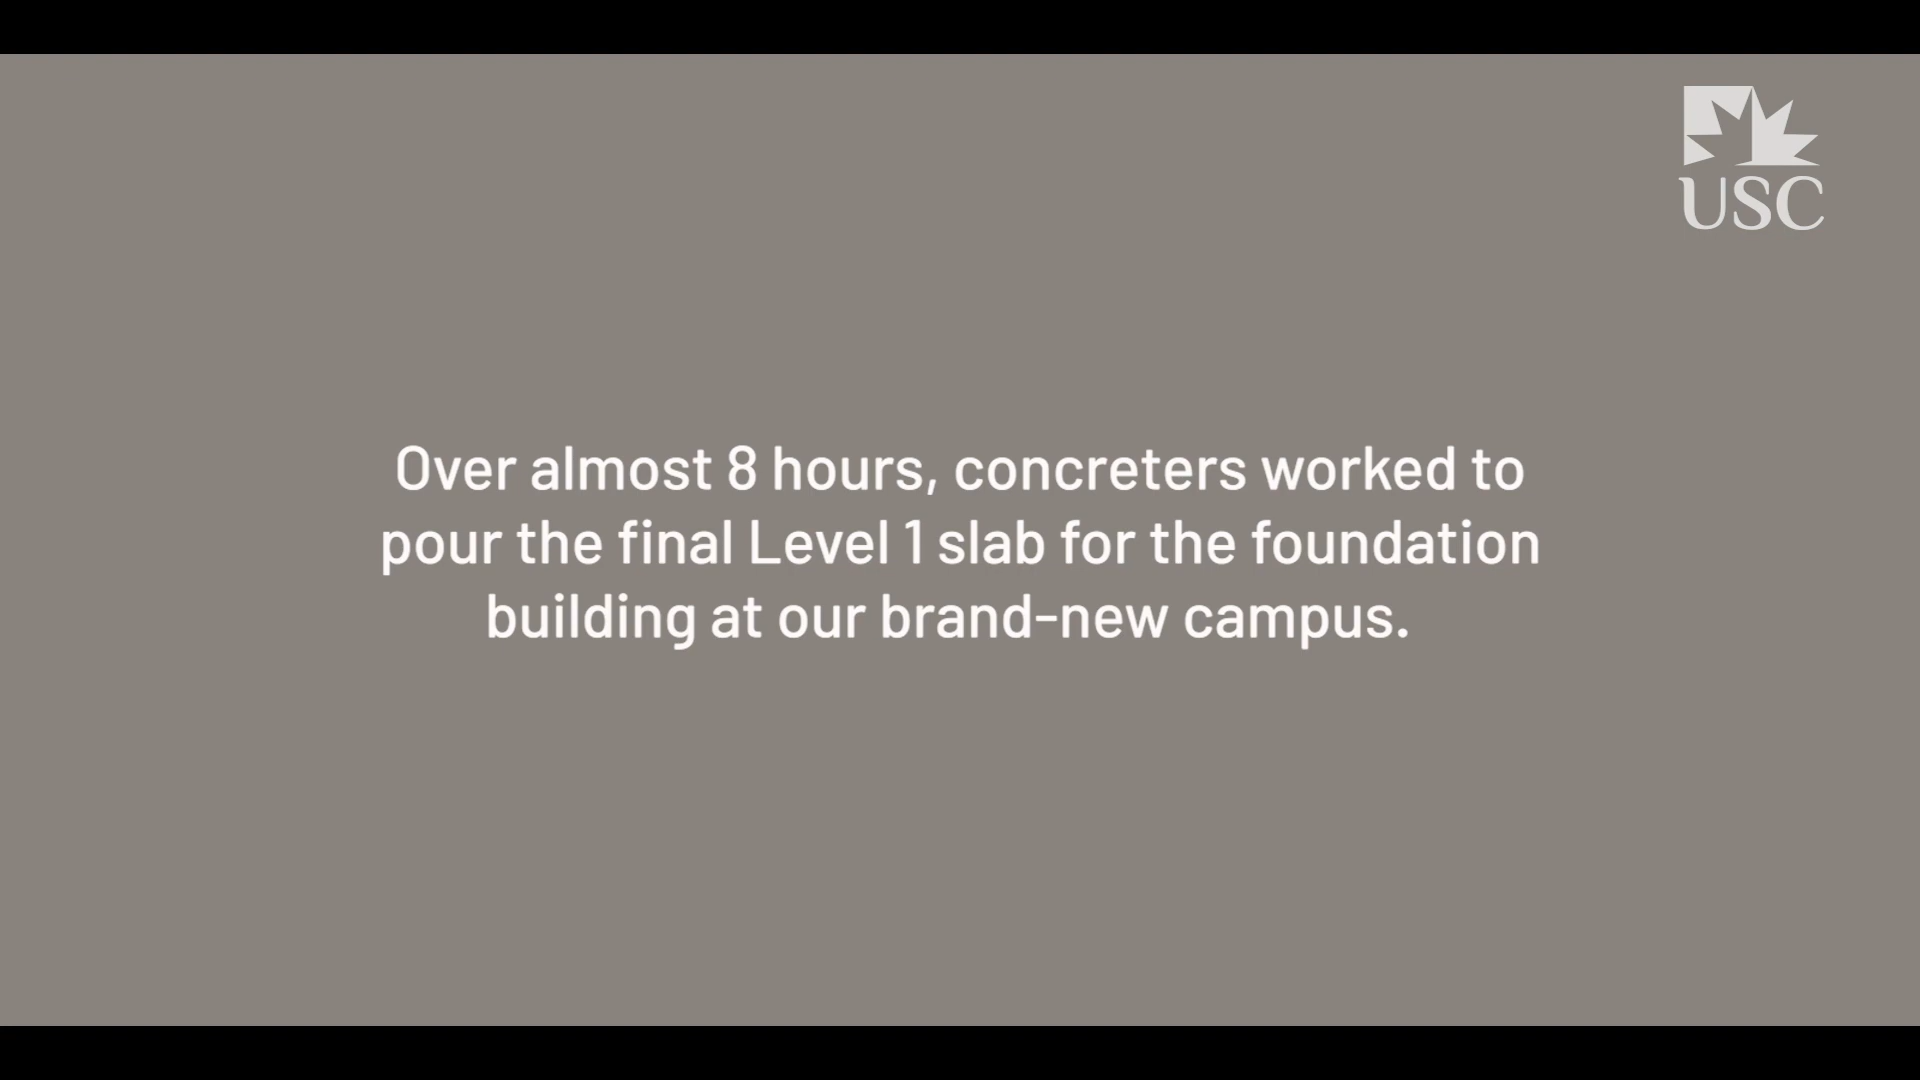 USC
Over almost 8 hours, concreters worked to
pour the final Level 1 slab for the foundation
building at our brand-new campus.